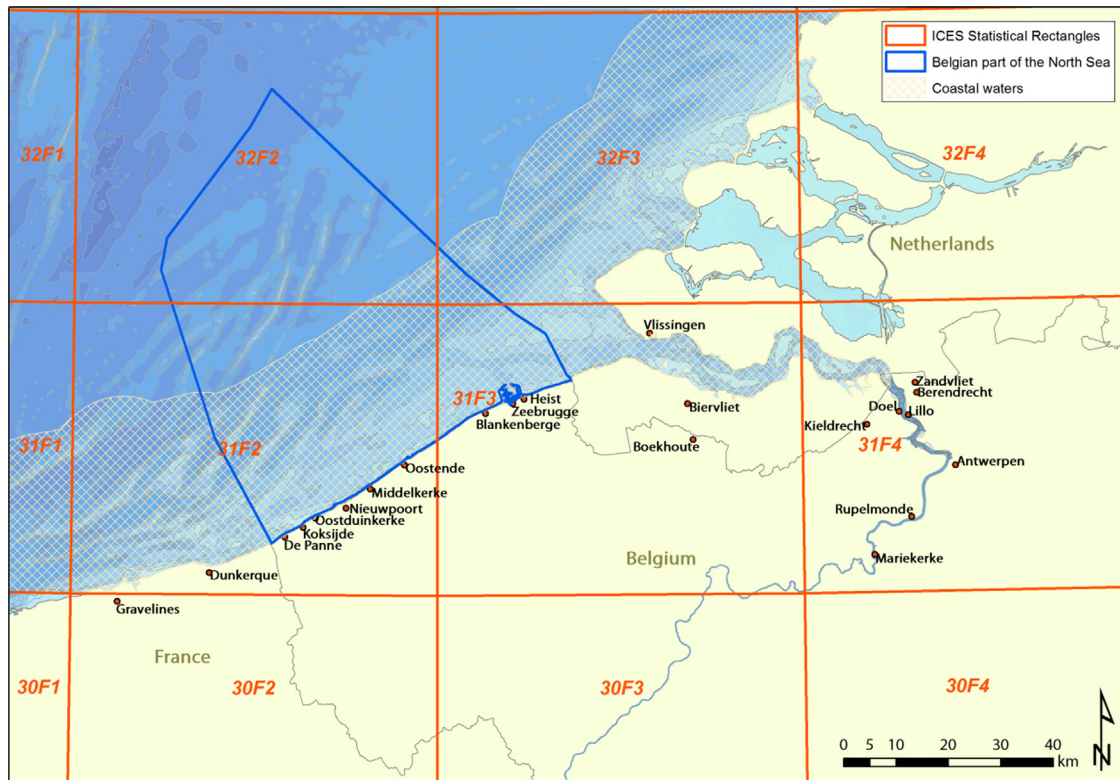 ICES Statistical Rectangles
Belgian part of the North Sea
Coastal waters
32F1
32F2
32F3
32F4
Netherlands
Vlissingen
Zandvliet
Berendrecht
31F3
Heist
Zeebrugge
Biervliet
Doel
Lillo
Blankenberge
Kieldrecht
31F1
31F2
Boekhoute
31F4
Oostende
Antwerpen
Middelkerke
Nieuwpoort
Rupelmonde
Oostduinkerke
Koksijde
De Panne
Belgium
Mariekerke
Dunkerque
Gravelines
France
30F1
30F2
30F3
30F4
0 5 10 20 30 40
km
N